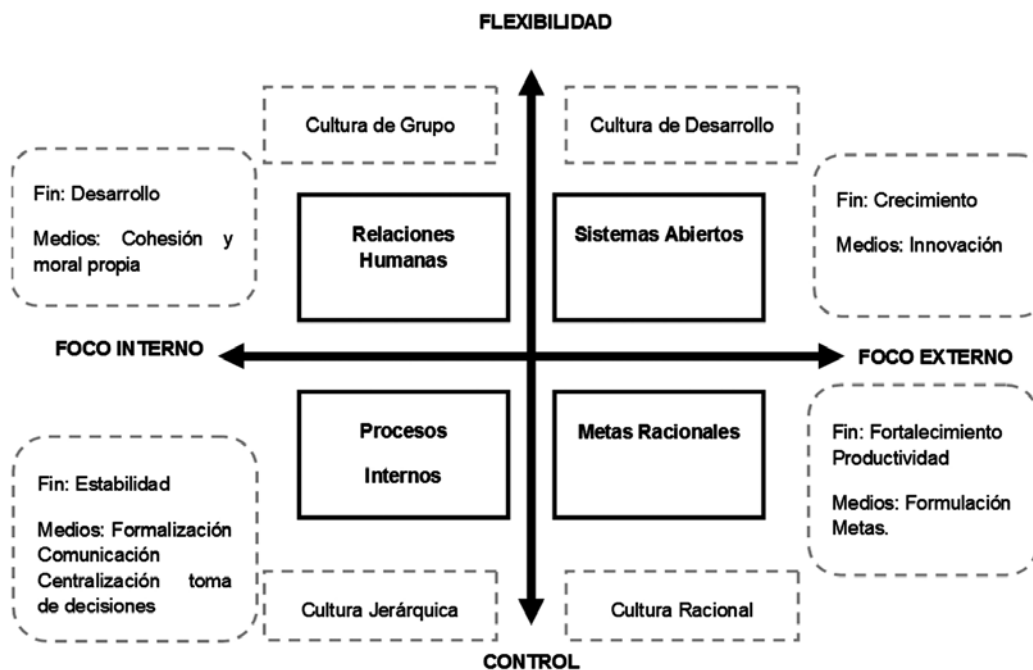 FLEXIBILIDAD
Cultura de Grupo
Cultura de Desarrollo
Fin: Desarrollo
Medios: Cohesión y
moral propia
Relaciones
Humanas
Sistemas Abiertos
Fin: Crecimiento
Medios: Innovación
FOCO INTERNO
FOCO EXTERNO
Procesos
Internos
Metas Racionales
Fin: Fortalecimiento
Productividad
Medios: Formulación
Metas.
Fin: Estabilidad
Medios: Formalización
Comunicación
Centralización toma
de decisiones
Cultura Jerárquica
Cultura Racional
CONTROL